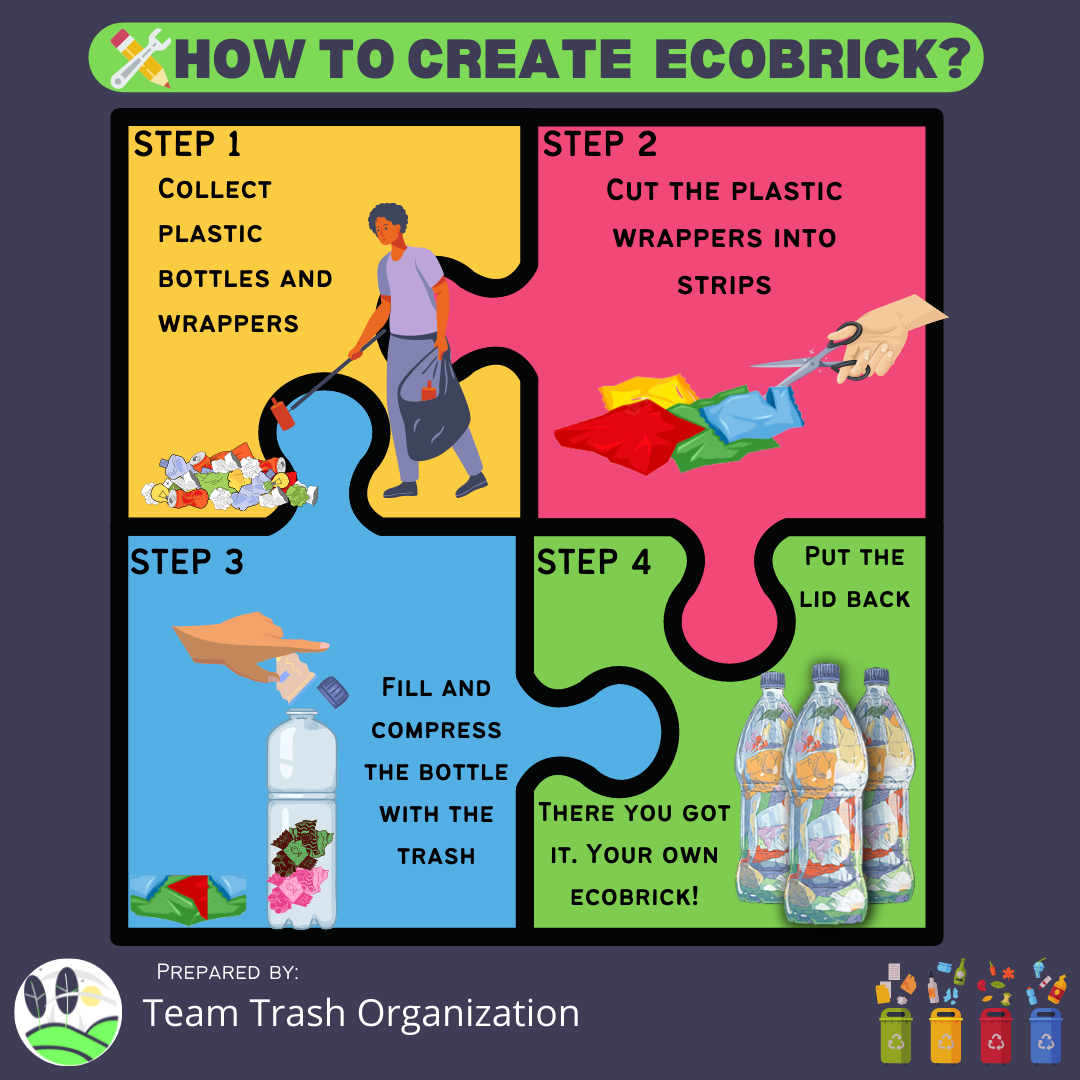 HOW TO CREATE ECOBRICK?
STEP 1
COLLECT
PLASTIC
BOTTLES AND
WRAPPERS
STEP 2
CUT THE PLASTIC
WRAPPERS INTO
STRIPS
STEP 3
FILL AND
COMPRESS
THE BOTTLE
WITH THE
TRASH
STEP 4
PUT THE
LID BACK
THERE YOU GOT
IT. YOUR OWN
ECOBRICK!
PREPARED BY:
Team Trash Organization